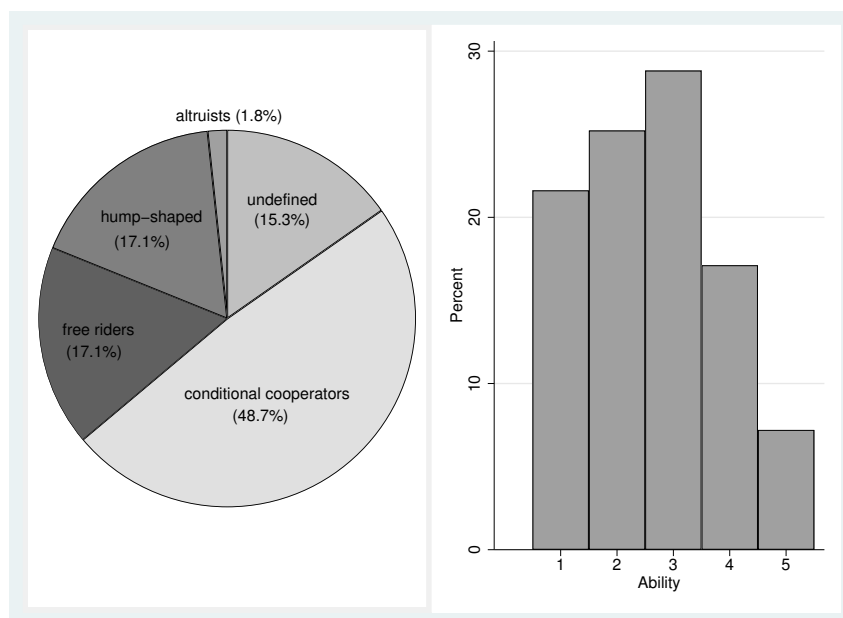 altruists (1.8%)
undefined
(15.3%)
hump−shaped
(17.1%)
free riders
(17.1%)
conditional cooperators
(48.7%)
30
20
10
0
Percent
1 2 3 4 5
Ability